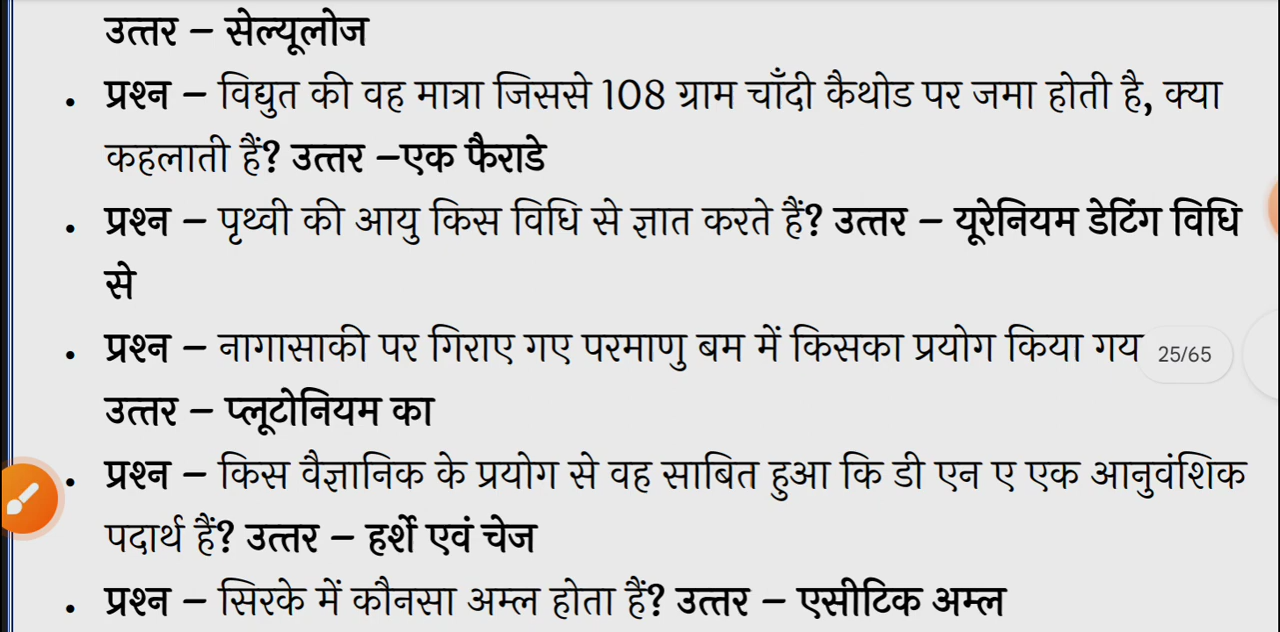 उत्तर – सेल्यूलोज
• प्रश्न – विद्युत की वह मात्रा जिससे 108 ग्राम चाँदी कैथोड पर जमा होती है, क्या
कहलाती हैं? उत्तर –एक फैराडे
• प्रश्न – पृथ्वी की आयु किस विधि से ज्ञात करते हैं? उत्तर – यूरेनियम डेटिंग विधि
से
• प्रश्न – नागासाकी पर गिराए गए परमाणु बम में किसका प्रयोग किया गय 25/65
उत्तर – प्लूटोनियम का
• प्रश्न – किस वैज्ञानिक के प्रयोग से वह साबित हुआ कि डी एन ए एक आनुवंशिक
पदार्थ हैं? उत्तर – हर्शे एवं चेज
• प्रश्न – सिरके में कौनसा अम्ल होता हैं? उत्तर – एसीटिक अम्ल